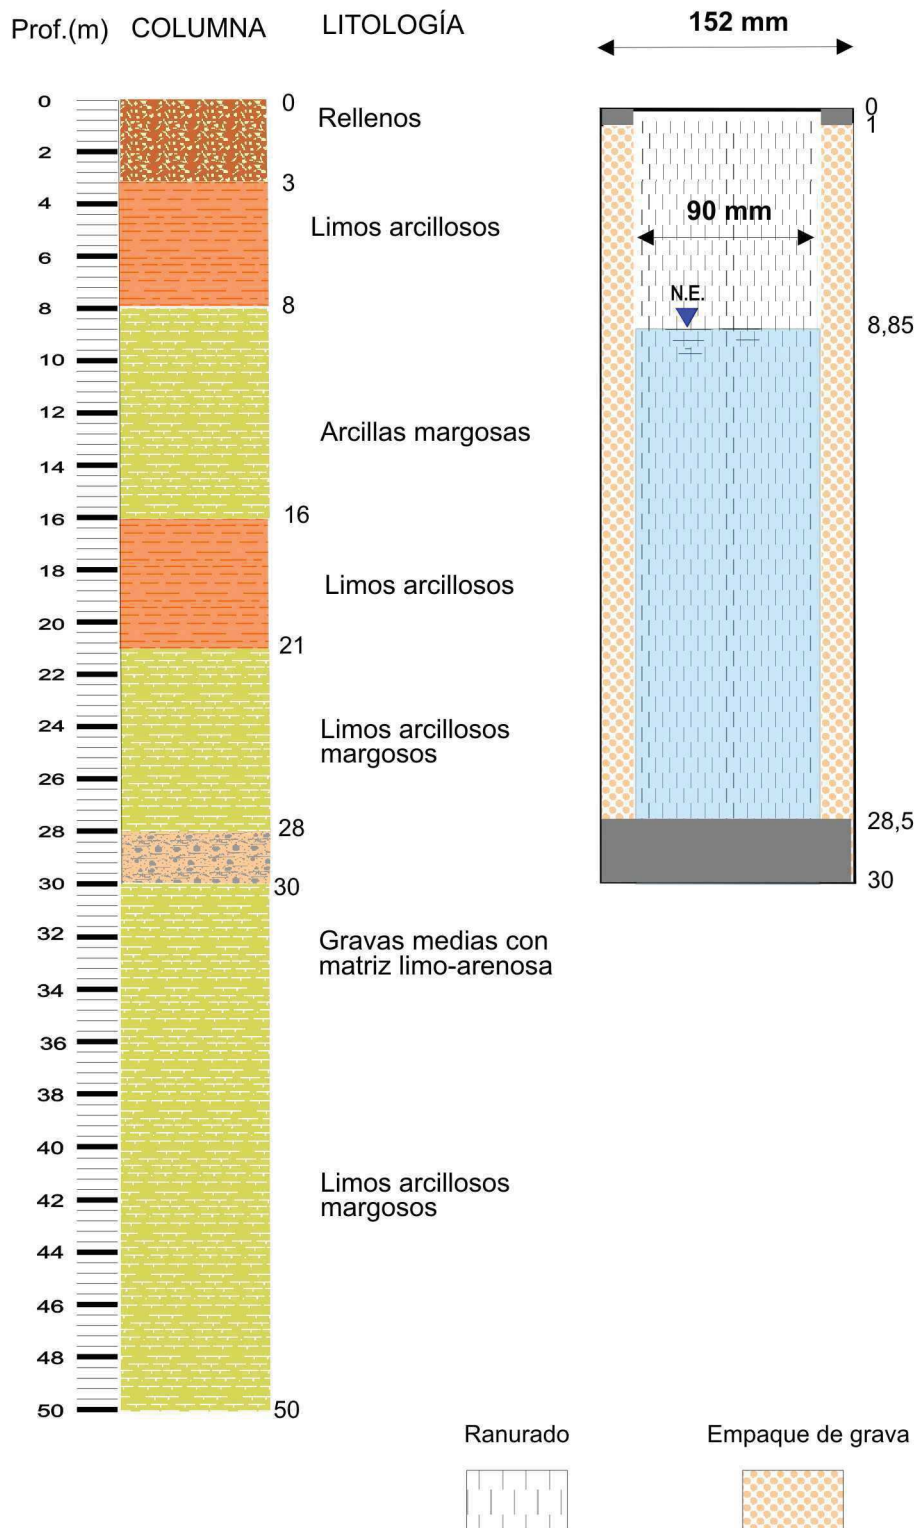 Prof.(m) COLUMNA LITOLOGÍA 152 mm
0 0 Rellenos 0
1
2
3
4 Limos arcillosos 90 mm
6
8 8 N.E. 8,85
10
12 Arcillas margosas
14
16 16
18 Limos arcillosos
20
21
22
24 Limos arcillosos
margosos
26
28 28 28,5
30 30 30
32 Gravas medias con
matriz limo-arenosa
34
36
38
40
42 Limos arcillosos
margosos
44
46
48
50 50
Ranurado Empaque de grava